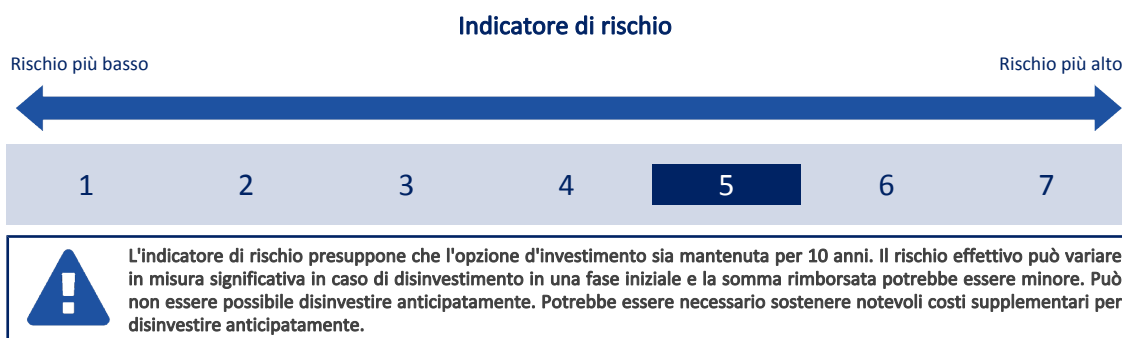 Indicatore di rischio
Rischio più basso
Rischio più alto
1 2 3 4 5 6 7
L'indicatore di rischio presuppone che l'opzione d'investimento sia mantenuta per 10 anni. Il rischio effettivo può variare
in misura significativa in caso di disinvestimento in una fase iniziale e la somma rimborsata potrebbe essere minore. Può
non essere possibile disinvestire anticipatamente. Potrebbe essere necessario sostenere notevoli costi supplementari per
disinvestire anticipatamente.